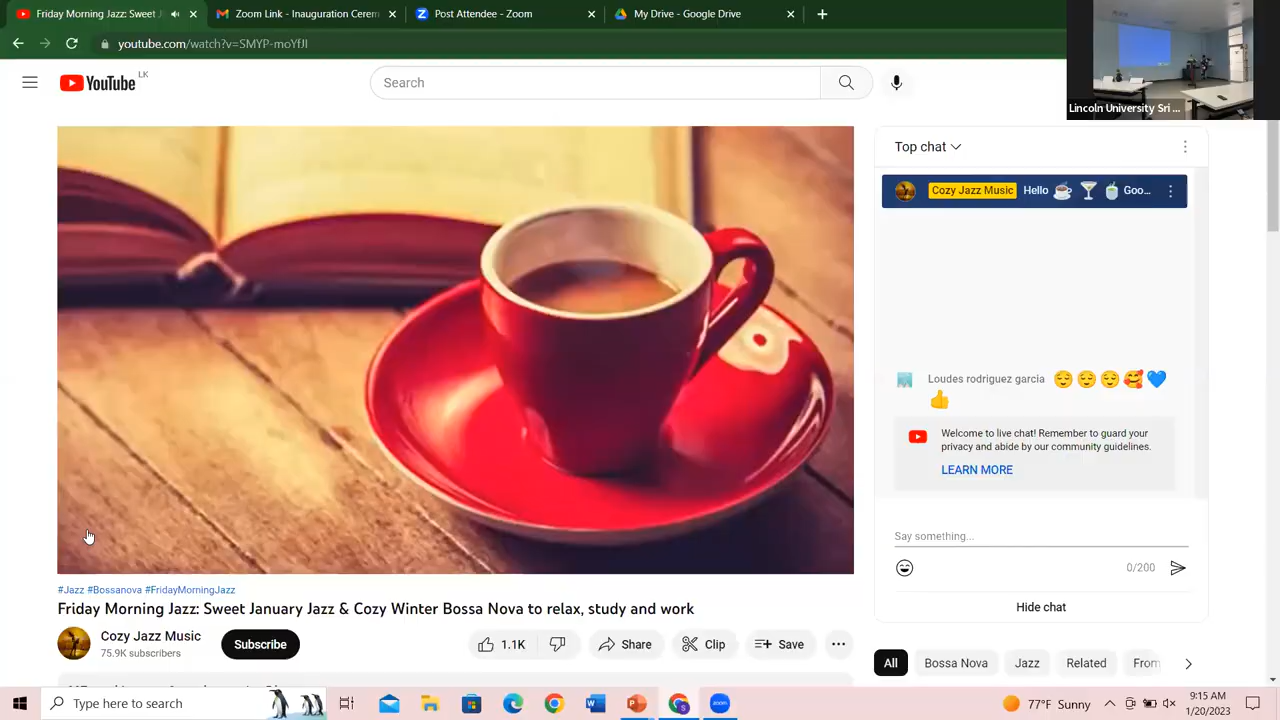 Friday Morning Jazz: Sweet J
Zoom Link - Inauguration Cerem
Post Attendee - Zoom
My Drive - Google Drive
youtube.com/watch?v=SMYP-moYfJI
Lincoln University Sri ...
YouTube LK
Search
Top chat
Cozy Jazz Music Hello Goo...
Loudes rodriguez garcia
Welcome to live chat! Remember to guard your
privacy and abide by our community guidelines.
LEARN MORE
Say something...
0/200
Hide chat
#Jazz #Bossanova #FridayMorningJazz
Friday Morning Jazz: Sweet January Jazz & Cozy Winter Bossa Nova to relax, study and work
Cozy Jazz Music
75.9K subscribers
Subscribe
1.1K
Share
Clip
Save
All
Bossa Nova
Jazz
Related
From
Type here to search
zoom
77°F Sunny
9:15 AM
1/20/2023